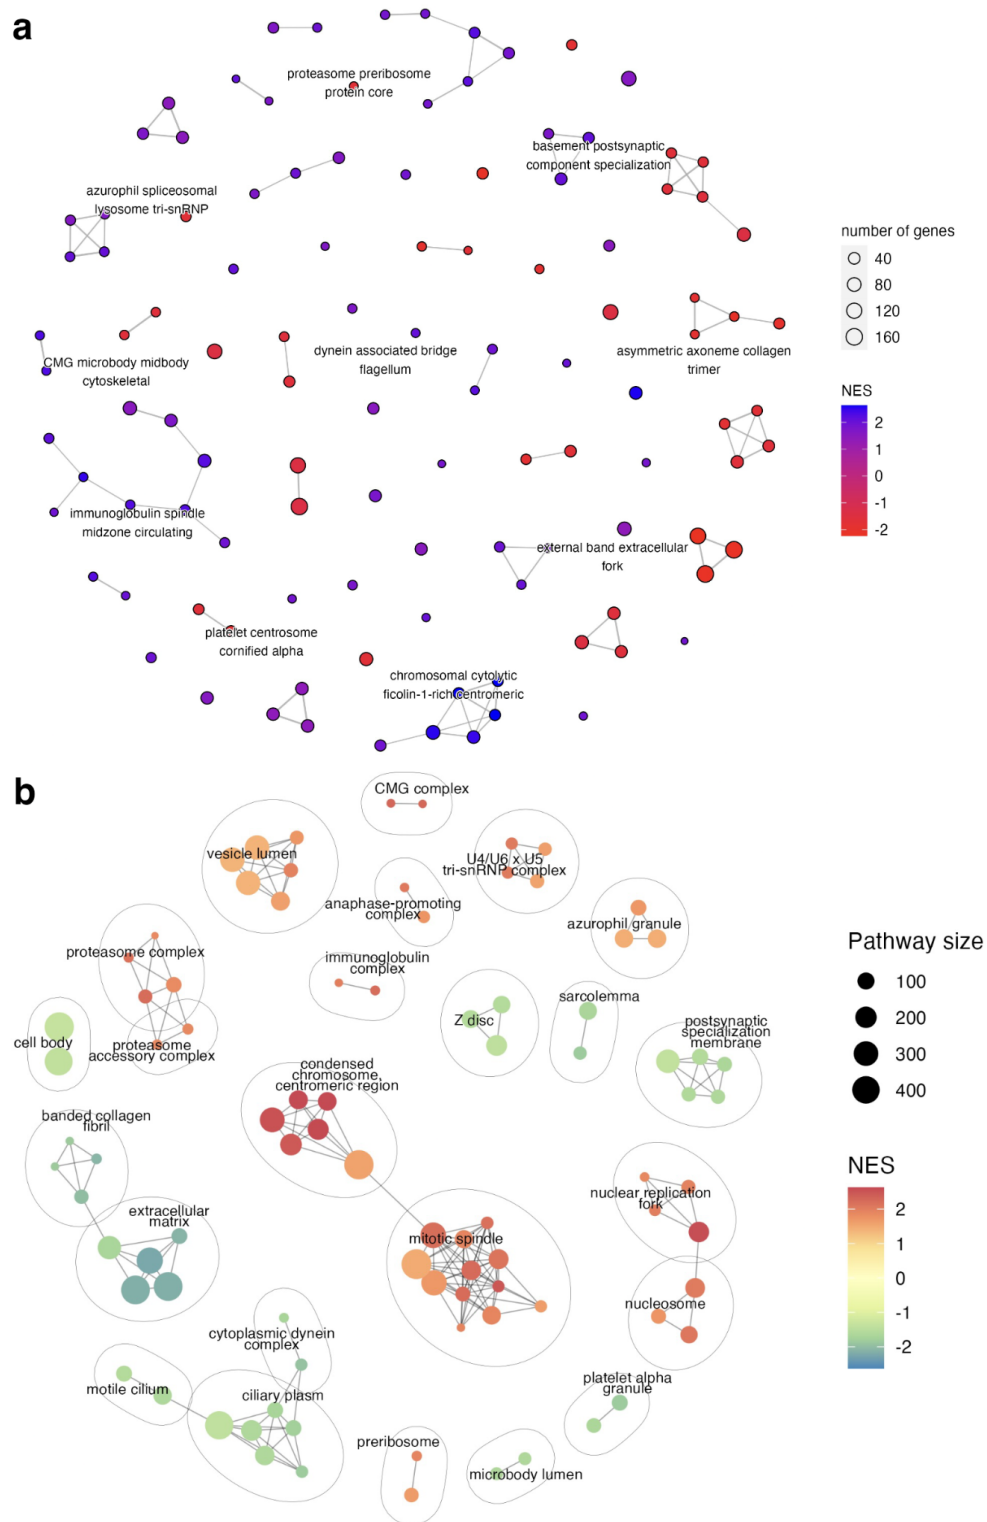 a
proteasome preribosome
protein core
basement postsynaptic
component specialization
azurophil spliceosomal
lysosome tri-snRNP
number of genes
40
80
120
160
dynein associated bridge
flagellum
asymmetric axoneme collagen
trimer
CMG microbody midbody
cytoskeletal
NES
2
1
0
-1
-2
immunoglobulin spindle
midzone circulating
external band extracellular
fork
platelet centrosome
cornified alpha
chromosomal cytolytic
ficolin-1-rich centromeric
b
CMG complex
vesicle lumen
U4/U6 x U5
tri-snRNP complex
anaphase-promoting
complex
azurophil granule
proteasome complex
immunoglobulin
complex
Pathway size
100
200
300
400
sarcolemma
Z disc
postsynaptic
specialization
membrane
cell body
proteasome
accessory complex
condensed
chromosome,
centromeric region
banded collagen
fibril
NES
2
1
0
-1
-2
nuclear replication
fork
extracellular
matrix
mitotic spindle
nucleosome
cytoplasmic dynein
complex
motile cilium
ciliary plasm
platelet alpha
granule
preribosome
microbody lumen